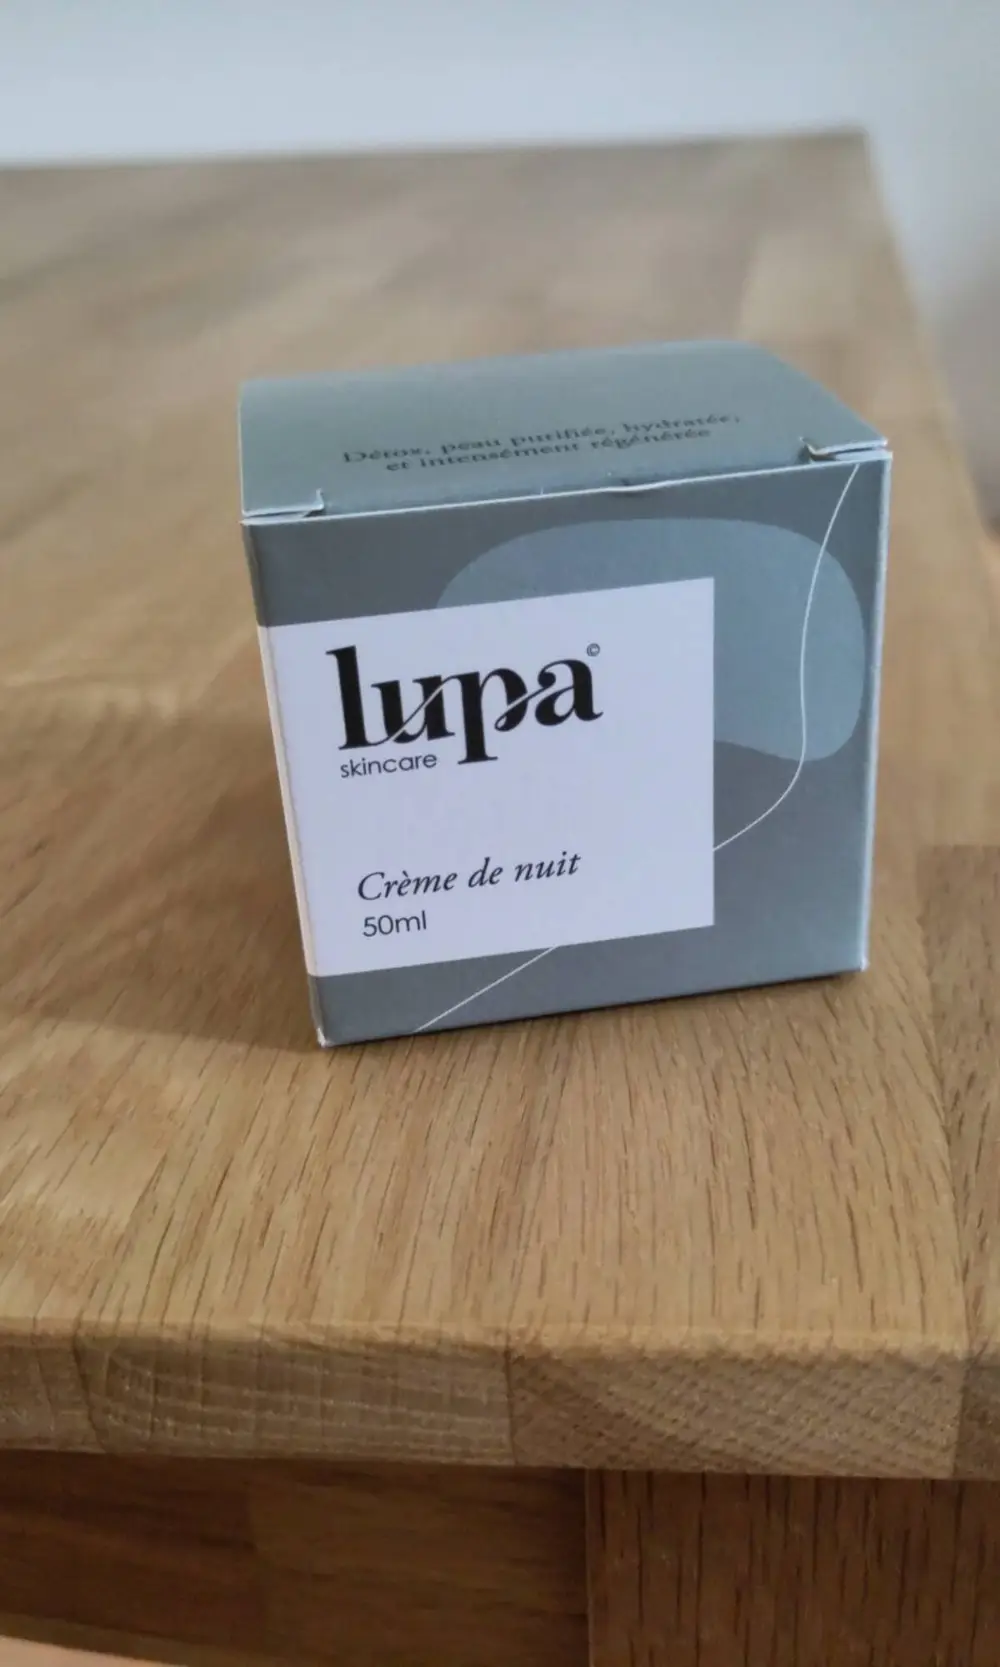 Détox, peau purifiée, hydratée,
et intensément régénérée
lupa©
skincare
Crème de nuit
50ml